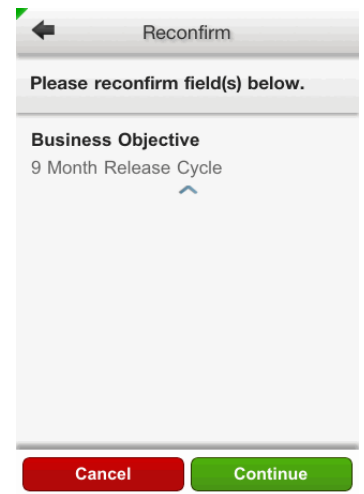 Reconfirm
Please reconfirm field(s) below.
Business Objective
9 Month Release Cycle
Cancel Continue